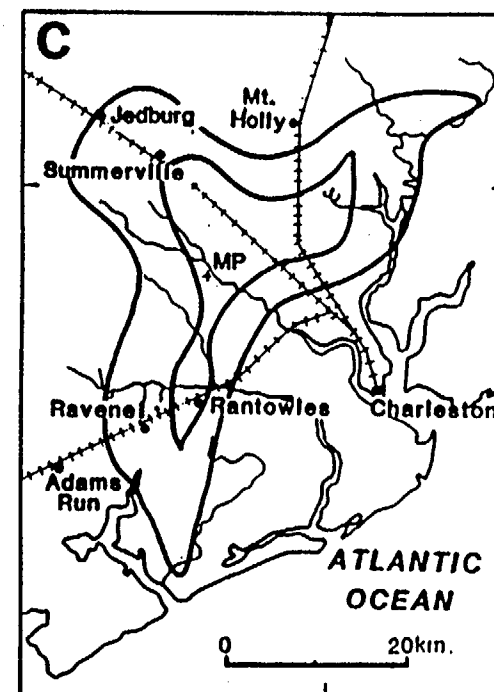 C
Jedburg
Mt.
Holly
Summerville
MP
Ravenel
Rantowles
Charleston
Adams
Run
ATLANTIC
OCEAN
0 20km.